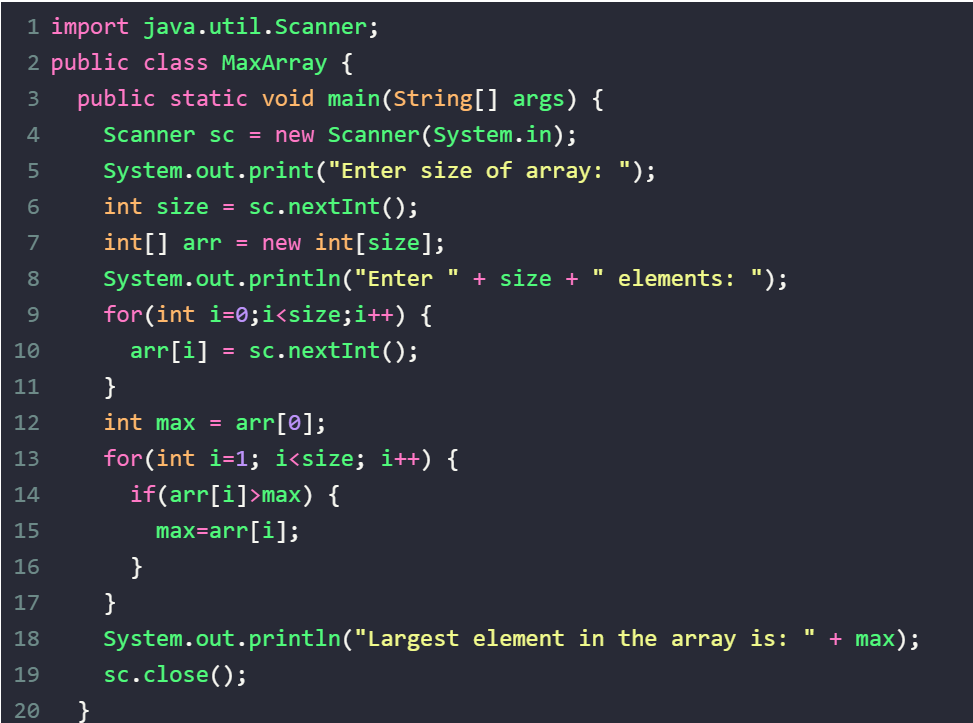 1 import java.util.Scanner;
2 public class MaxArray {
3   public static void main(String[] args) {
4     Scanner sc = new Scanner(System.in);
5     System.out.print("Enter size of array: ");
6     int size = sc.nextInt();
7     int[] arr = new int[size];
8     System.out.println("Enter " + size + " elements: ");
9     for(int i=0;i<size;i++) {
10       arr[i] = sc.nextInt();
11     }
12     int max = arr[0];
13     for(int i=1; i<size; i++) {
14       if(arr[i]>max) {
15         max=arr[i];
16       }
17     }
18     System.out.println("Largest element in the array is: " + max);
19     sc.close();
20   }